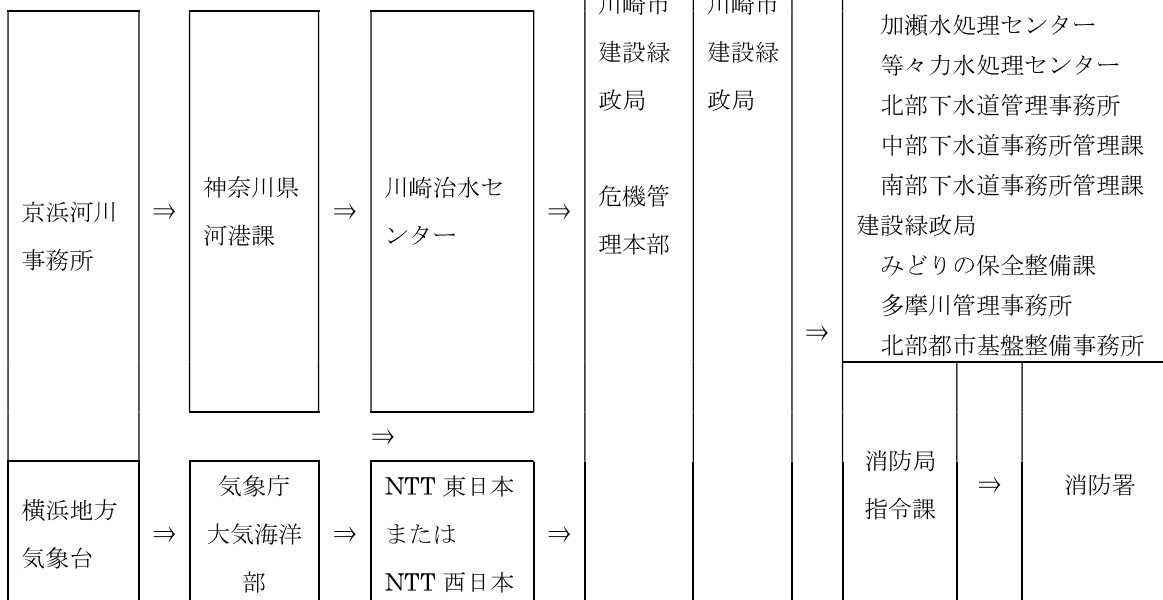 京浜河川
事務所
⇒
神奈川県
河港課
⇒
川崎治水セ
ンター
⇒
川崎市
建設緑
政局
危機管
理本部
川崎市
建設緑
政局
⇒
加瀬水処理センター
等々力水処理センター
北部下水道管理事務所
中部下水道事務所管理課
南部下水道事務所管理課
建設緑政局
みどりの保全整備課
多摩川管理事務所
北部都市基盤整備事務所
消防局
指令課
⇒
消防署
⇒
横浜地方
気象台
⇒
気象庁
大気海洋
部
⇒
NTT 東日本
または
NTT 西日本
⇒